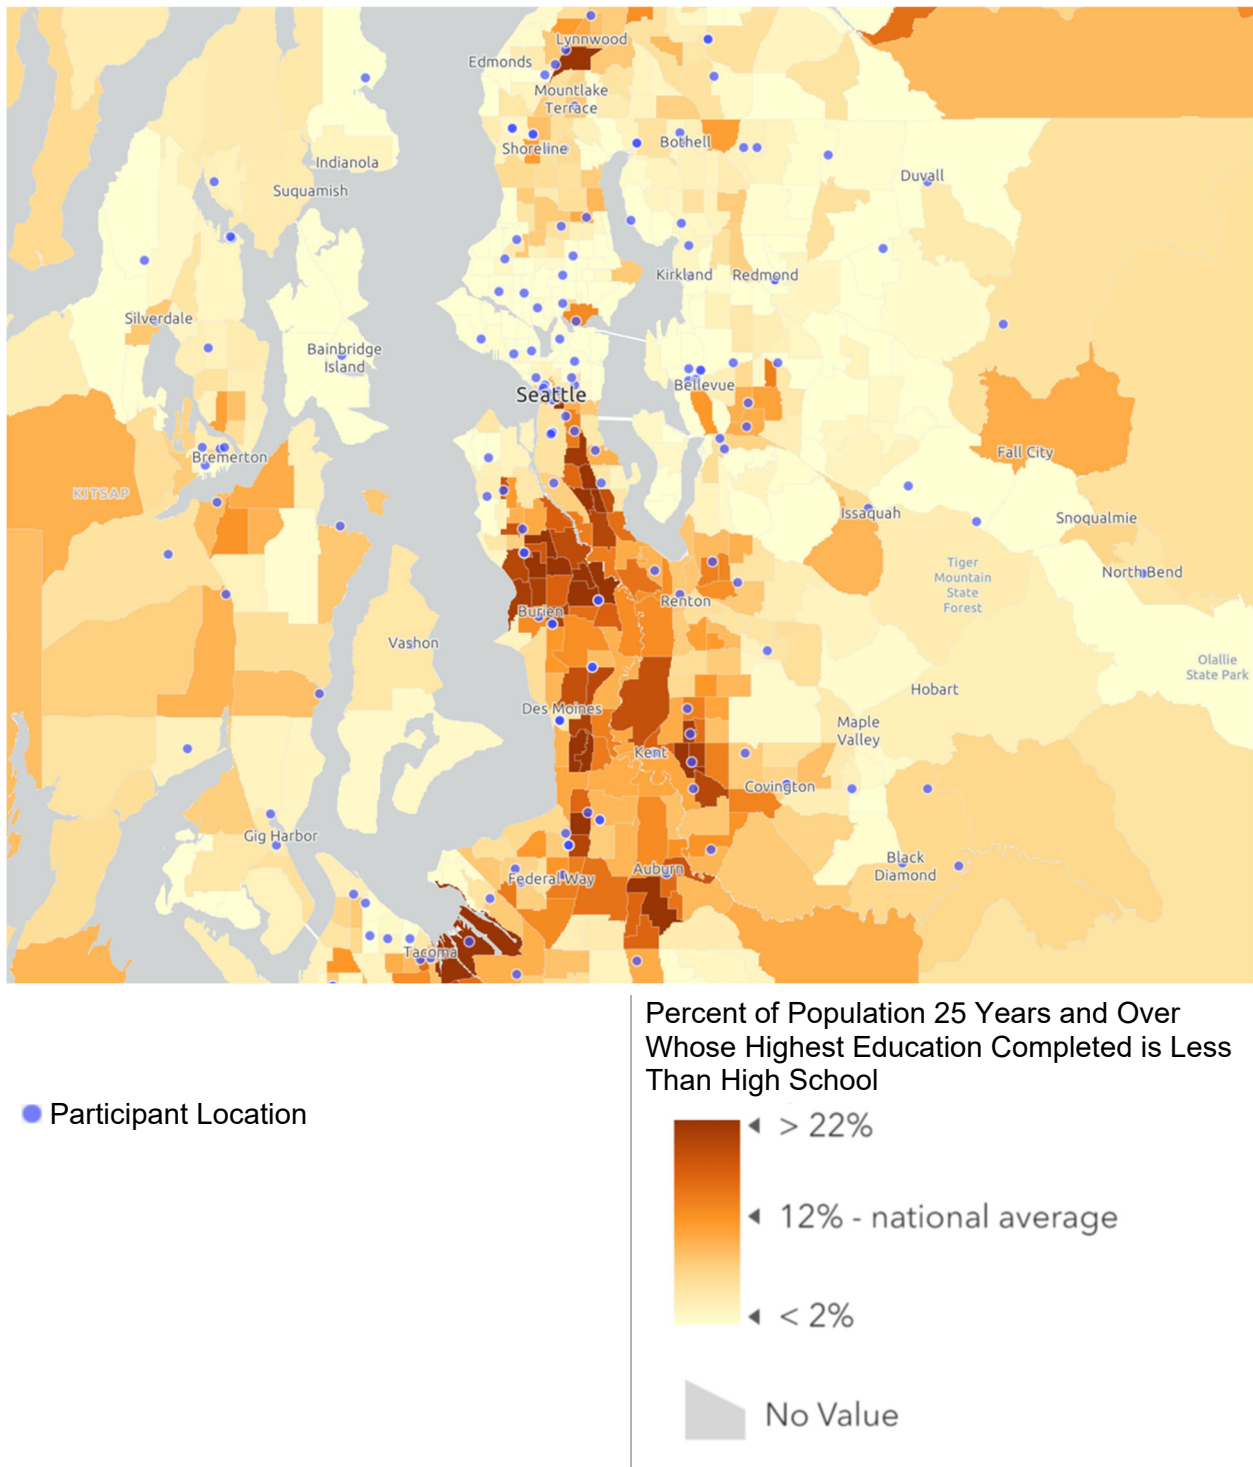 Lynnwood
Edmonds
Mountlake
Terrace
Shoreline
Bothell
Indianola
Suquamish
Duvall
Kirkland
Redmond
Silverdale
Bainbridge
Island
Bellevue
Seattle
Bremerton
Fall City
KITSAP
Issaquah
Snoqualmie
Tiger
Mountain
State
Forest
North Bend
Renton
Burien
Vashon
Olallie
State Park
Hobart
Des Moines
Maple
Valley
Kent
Covington
Gig Harbor
Black
Diamond
Federal Way
Auburn
Tacoma
Participant Location
Percent of Population 25 Years and Over
Whose Highest Education Completed is Less
Than High School
> 22%
12% - national average
< 2%
No Value